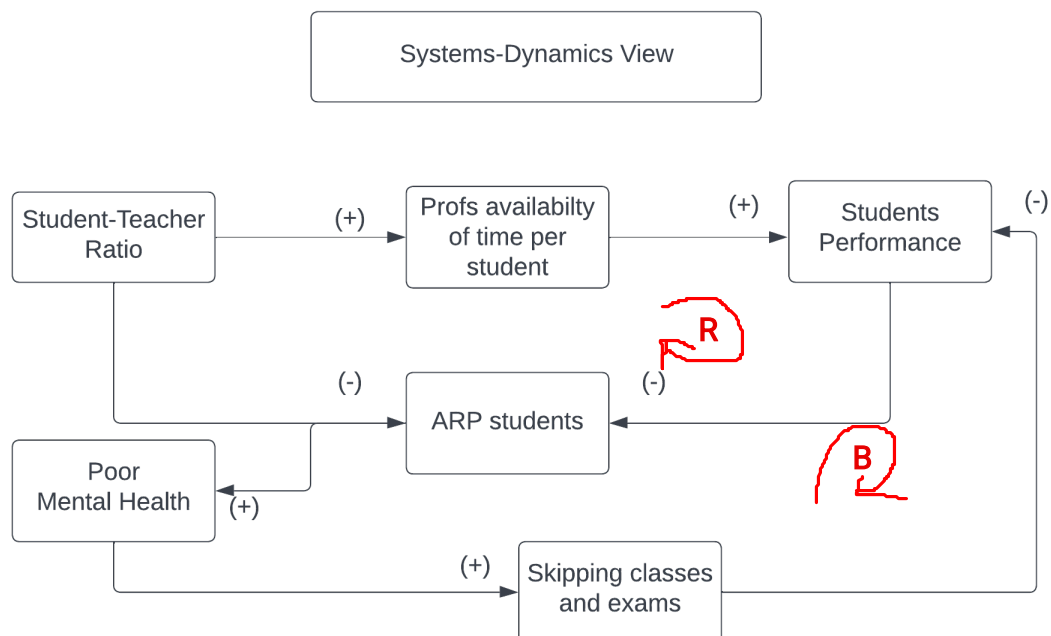 Systems-Dynamics View
Student-Teacher
Ratio
(+)
Profs availabilty
of time per
student
(+)
Students
Performance
(-)
R
(-)
ARP students
(-)
B
Poor
Mental Health
(+)
(+)
Skipping classes
and exams